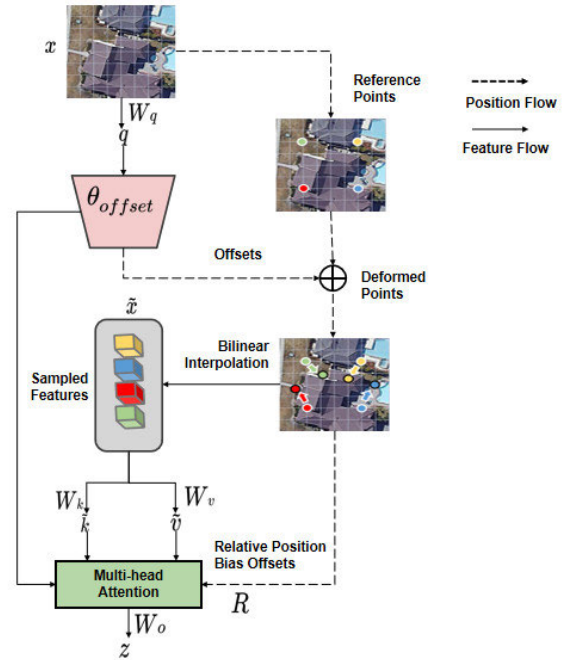 x
W_q
q
θ_offset
Reference
Points
Position Flow
Feature Flow
Offsets
Deformed
Points
x̃
Bilinear
Interpolation
Sampled
Features
W_k
W_v
k̃
ṽ
Relative Position
Bias Offsets
Multi-head
Attention
R
W_o
z